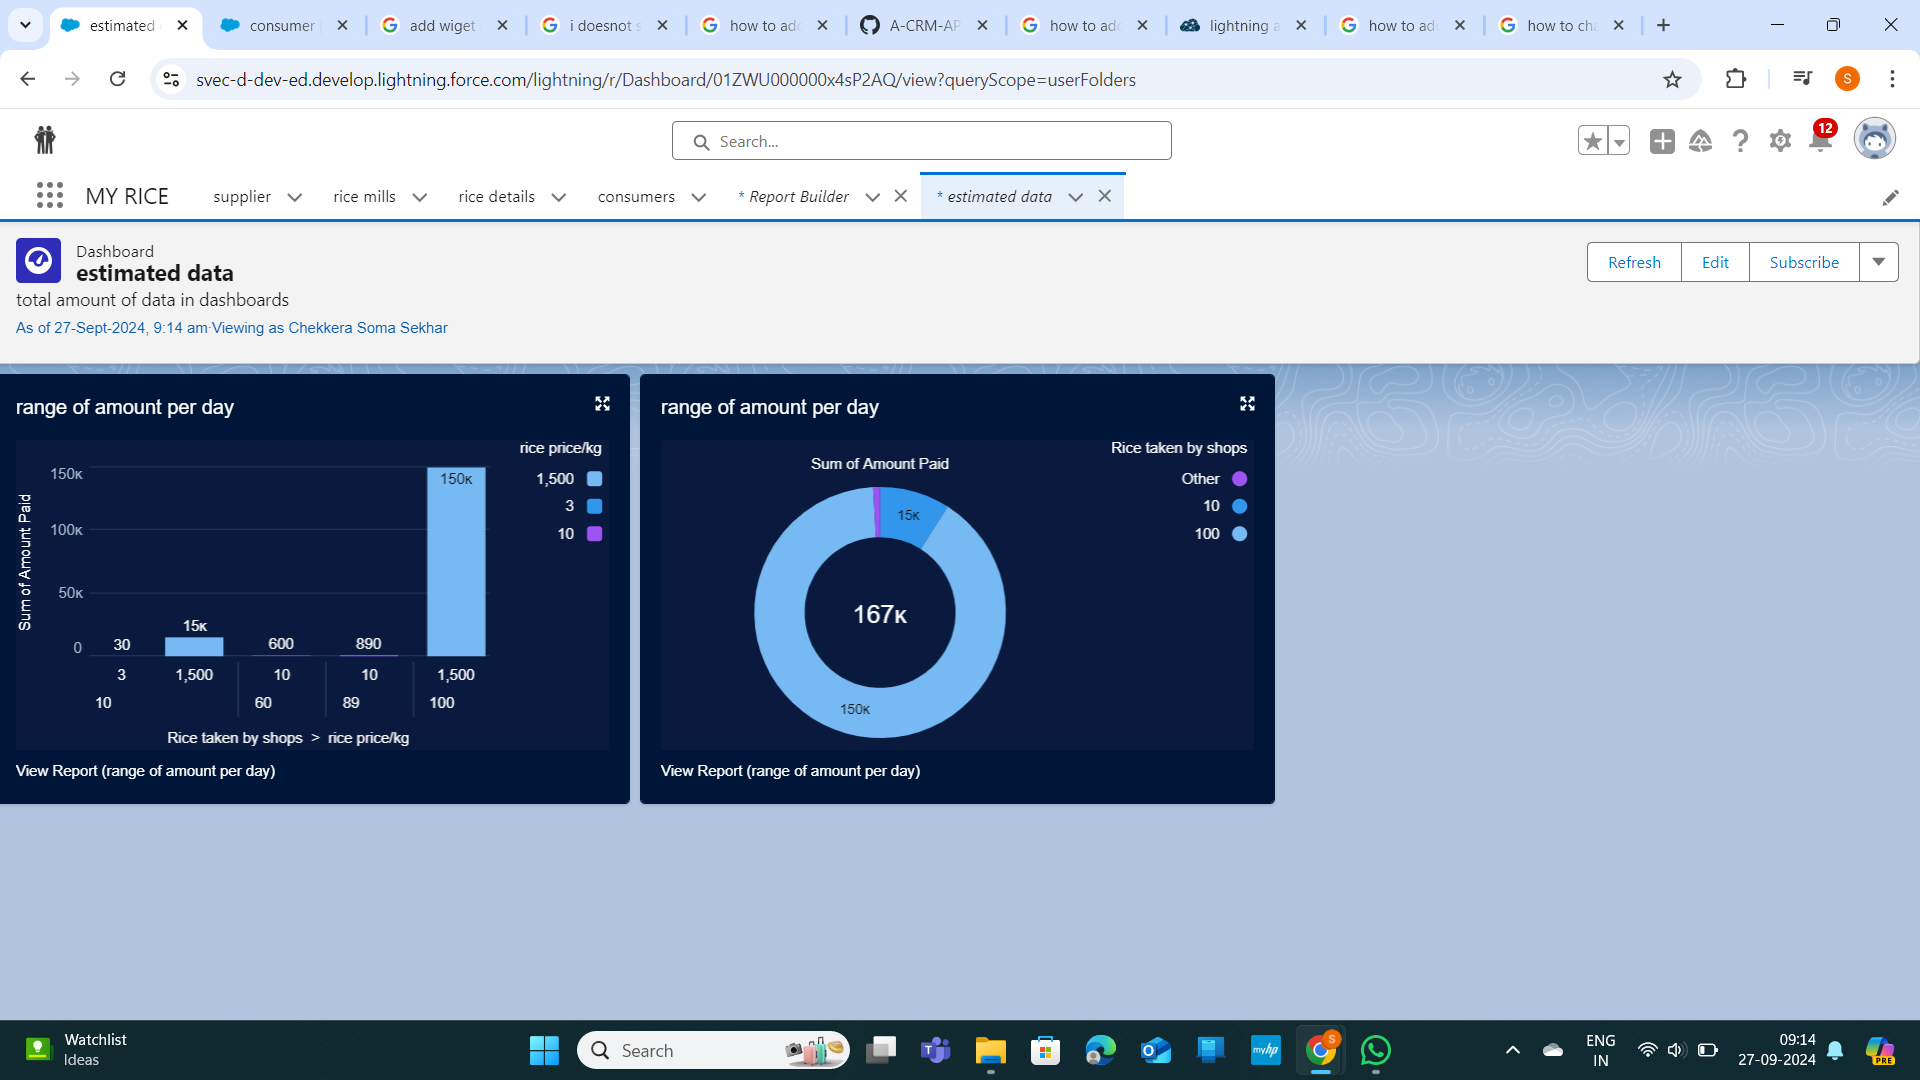 estimated
consumer
add wiget
i doesnot s
how to add
A-CRM-AP
how to add
lightning a
how to add
how to cha
svec-d-dev-ed.develop.lightning.force.com/lightning/r/Dashboard/01ZWU000000x4sP2AQ/view?queryScope=userFolders
S
Search...
12
MY RICE
supplier
rice mills
rice details
consumers
* Report Builder
* estimated data
Dashboard
estimated data
total amount of data in dashboards
As of 27-Sept-2024, 9:14 am·Viewing as Chekkera Soma Sekhar
Refresh
Edit
Subscribe
range of amount per day
rice price/kg
1,500
3
10
Sum of Amount Paid
150K
100K
50K
0
30
15K
600
890
150K
3
1,500
10
10
1,500
10
60
89
100
Rice taken by shops > rice price/kg
View Report (range of amount per day)
range of amount per day
Rice taken by shops
Other
10
100
Sum of Amount Paid
15K
167K
150K
View Report (range of amount per day)
Watchlist
Ideas
Search
myhp
S
ENG
IN
09:14
27-09-2024
PRE